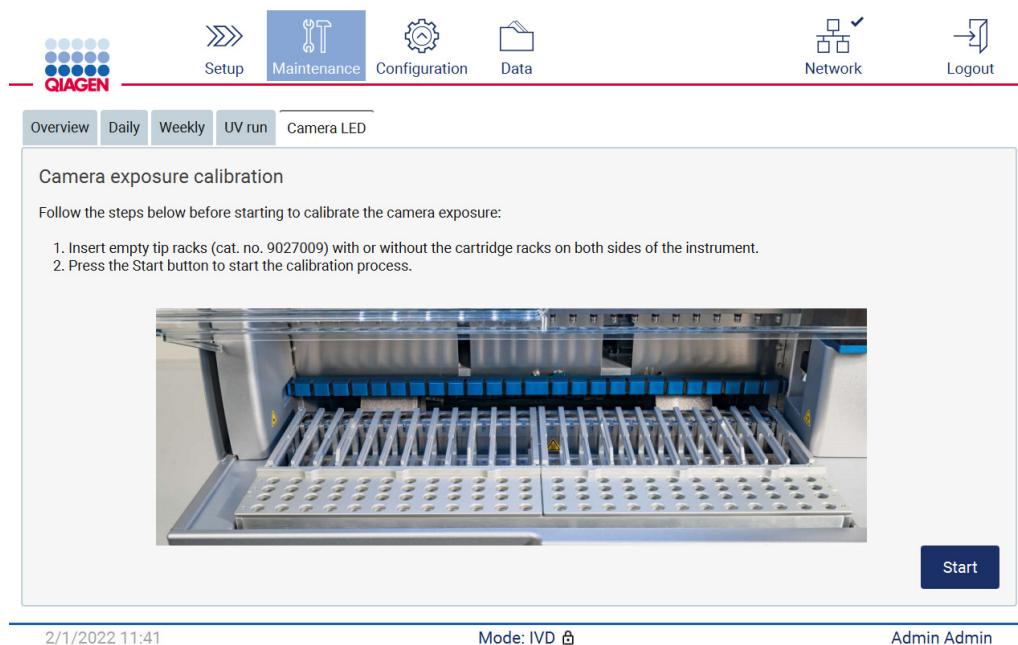 QIAGEN
Setup
Maintenance
Configuration
Data
Network
Logout
Overview
Daily
Weekly
UV run
Camera LED
Camera exposure calibration
Follow the steps below before starting to calibrate the camera exposure:
1. Insert empty tip racks (cat. no. 9027009) with or without the cartridge racks on both sides of the instrument.
2. Press the Start button to start the calibration process.
Start
2/1/2022 11:41
Mode: IVD
Admin Admin